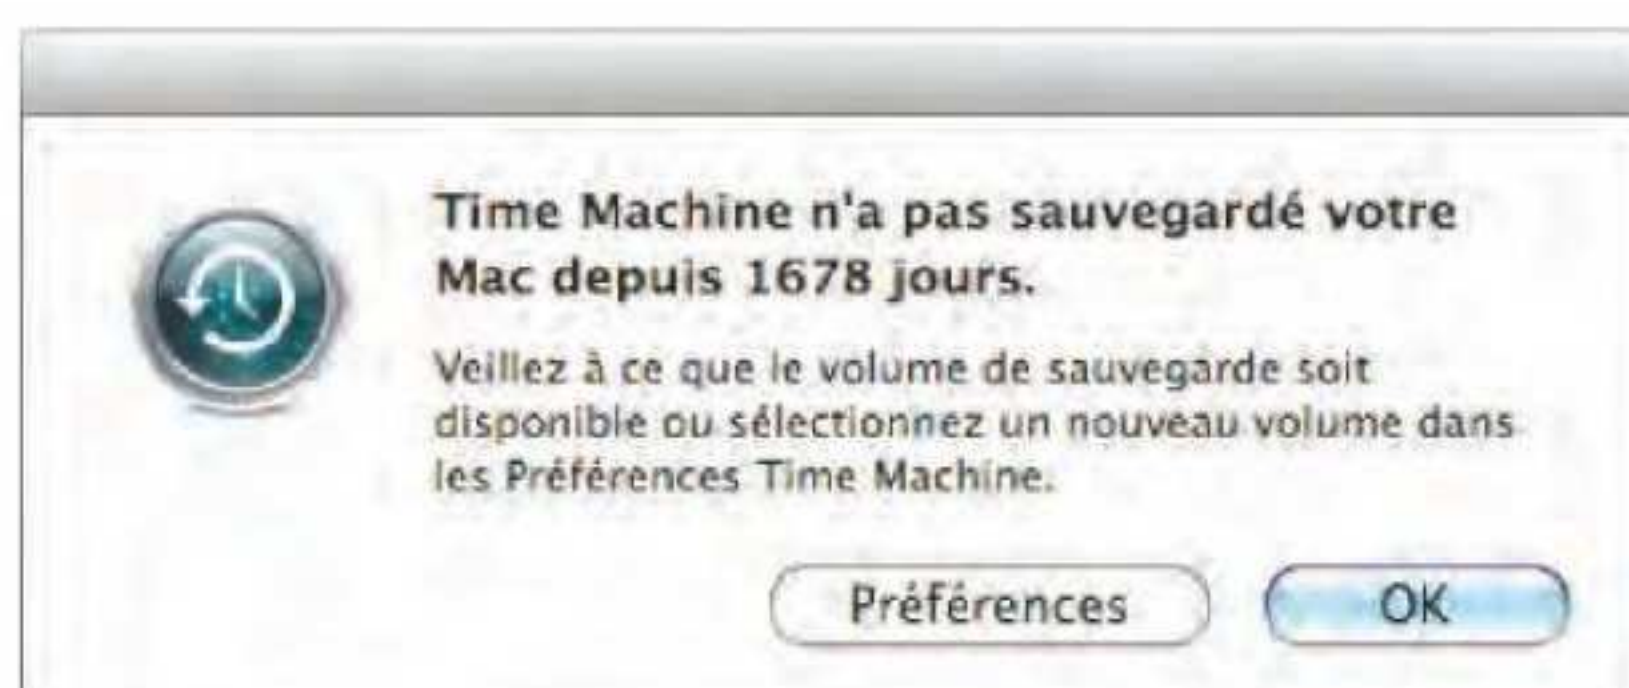 Time Machine n'a pas sauvegardé votre
Mac depuis 1678 jours.
Veillez à ce que le volume de sauvegarde soit
disponible ou sélectionnez un nouveau volume dans
les Préférences Time Machine.
Préférences
OK